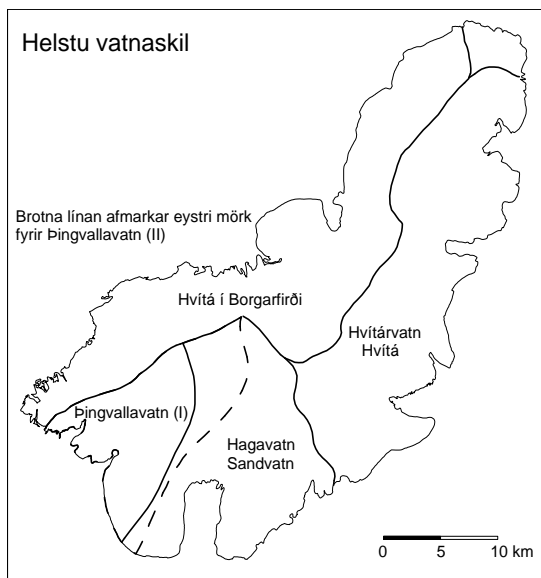 Helstu vatnaskil
Brotna línan afmarkar eystri mörk
fyrir Þingvallavatn (II)
Hvítá í Borgarfirði
Hvítárvatn
Hvítá
Þingvallavatn (I)
Hagavatn
Sandvatn
0 5 10 km